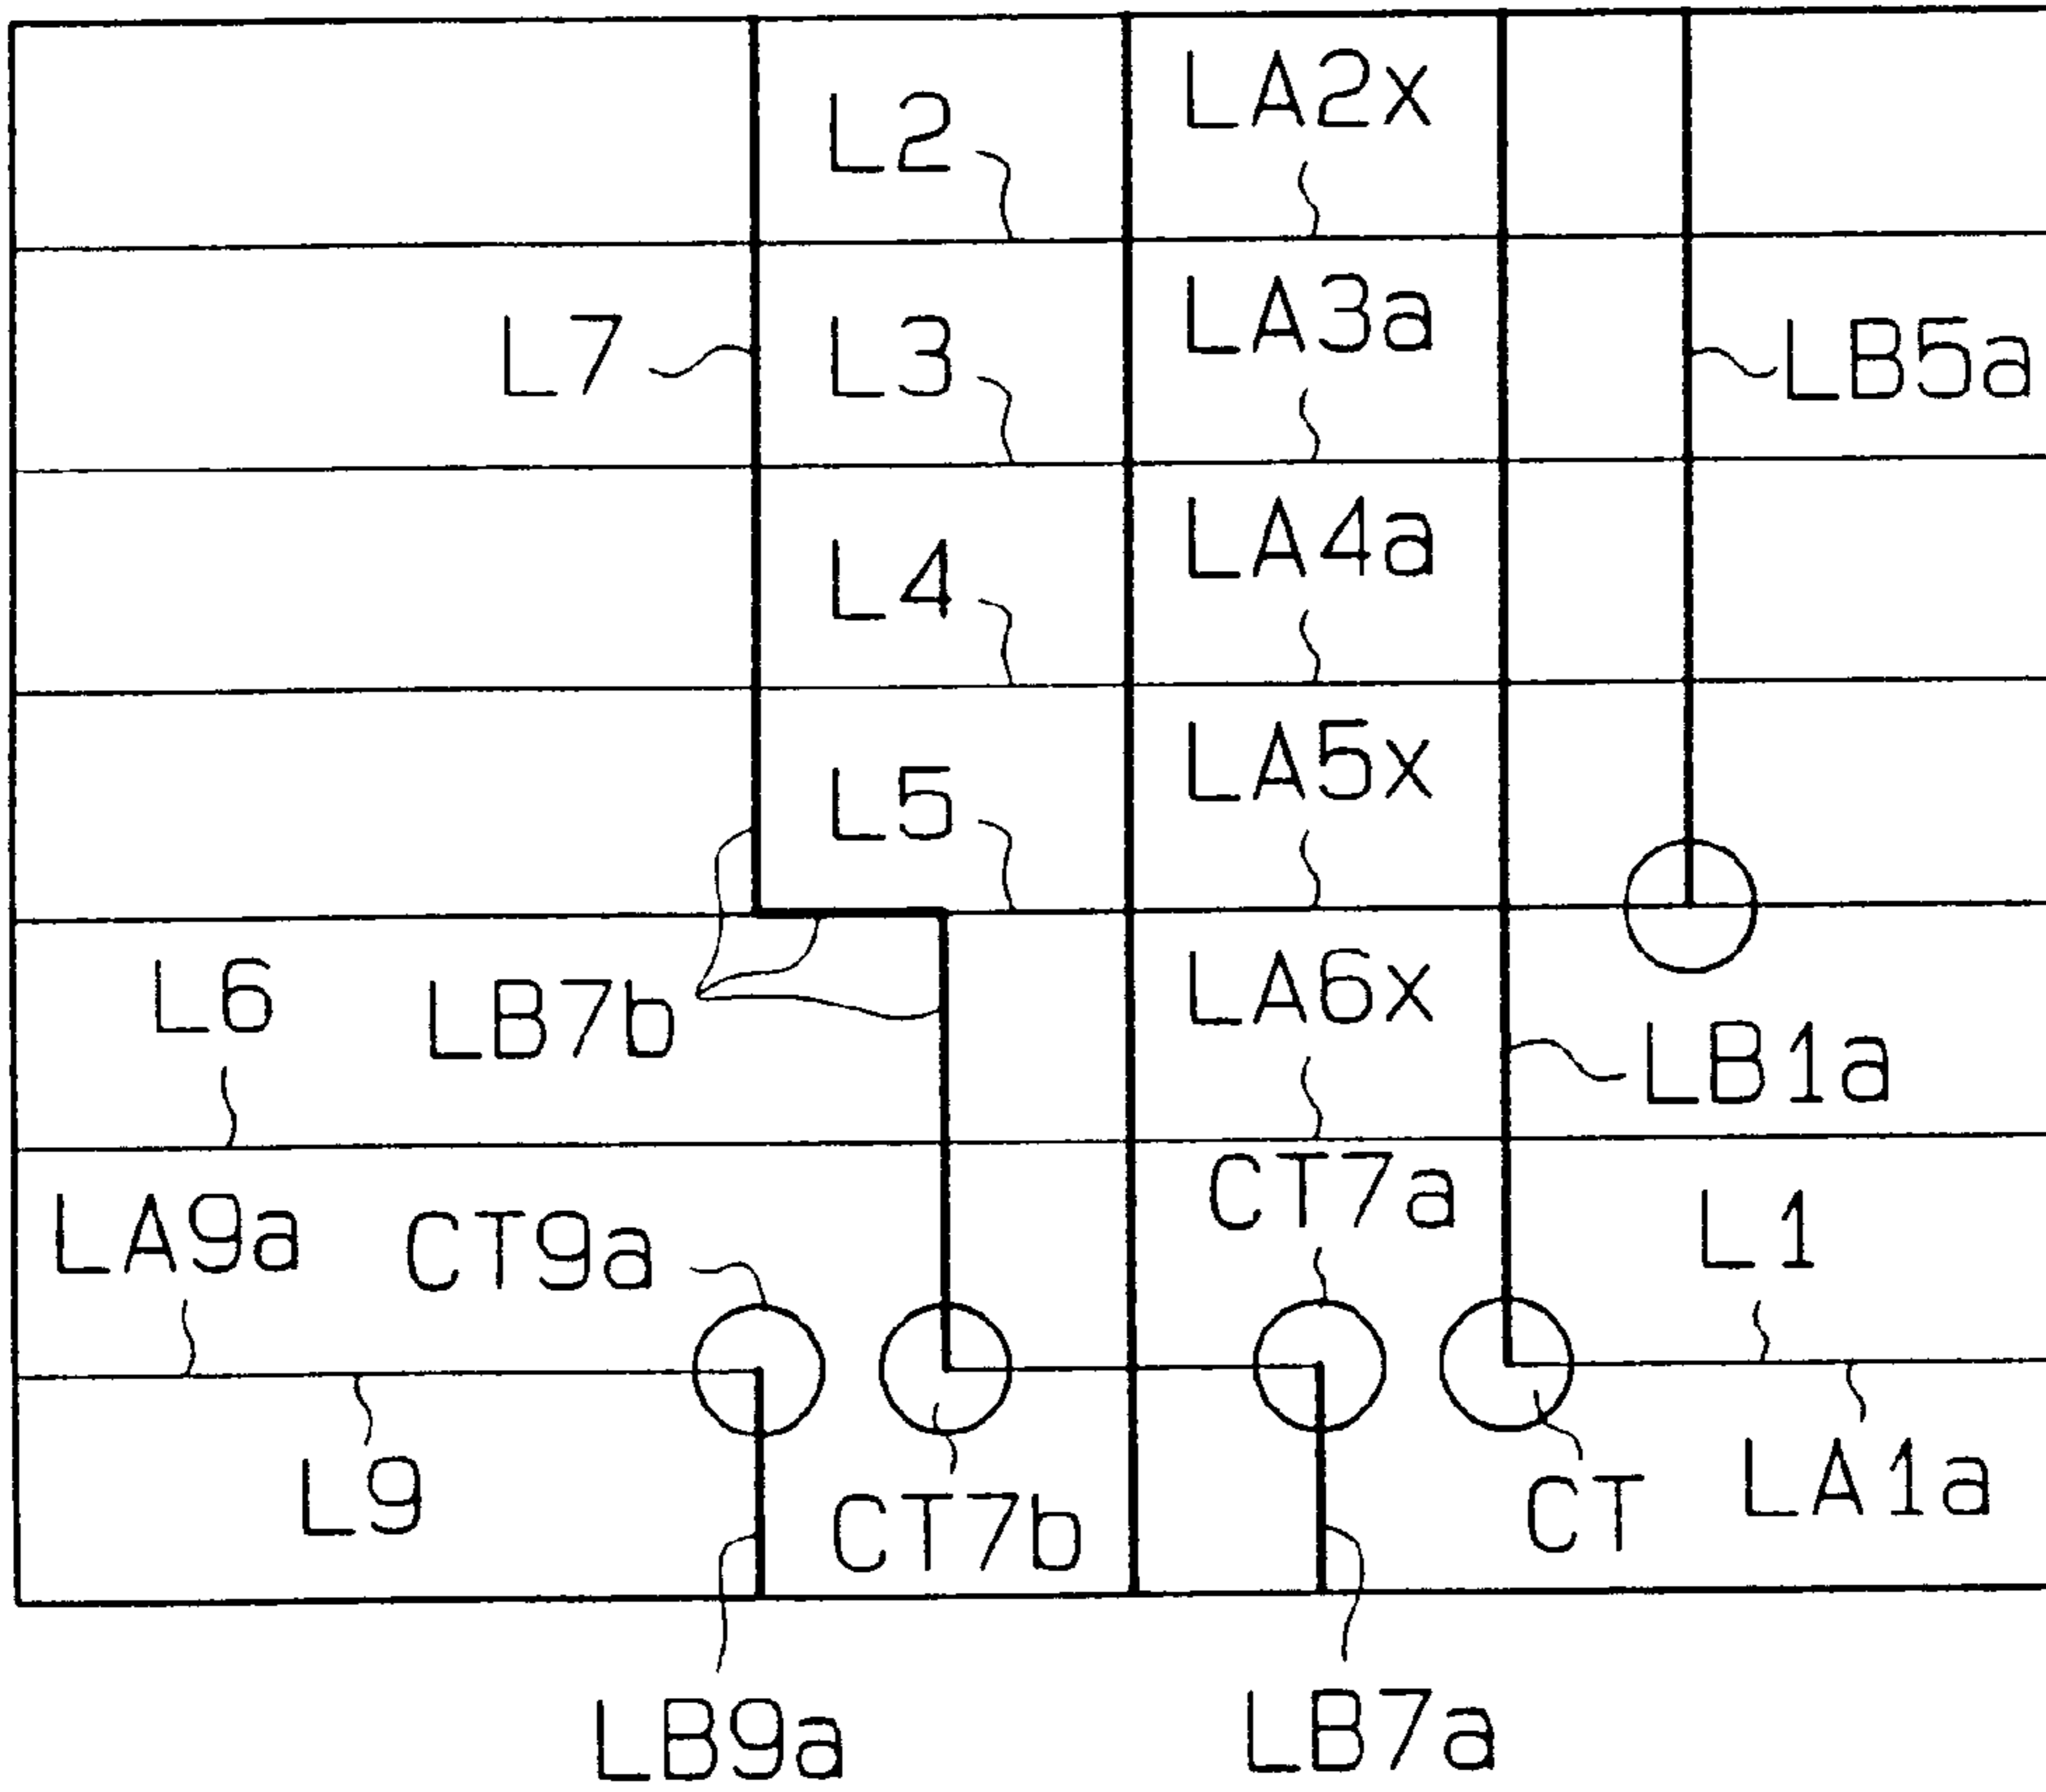 L2 LA2x
L7 L3 LA3a LB5a
L4 LA4a
L5 LA5x
L6 LB7b LA6x LB1a
LA9a CT9a CT7a L1
L9 CT7b CT LA1a
LB9a LB7a